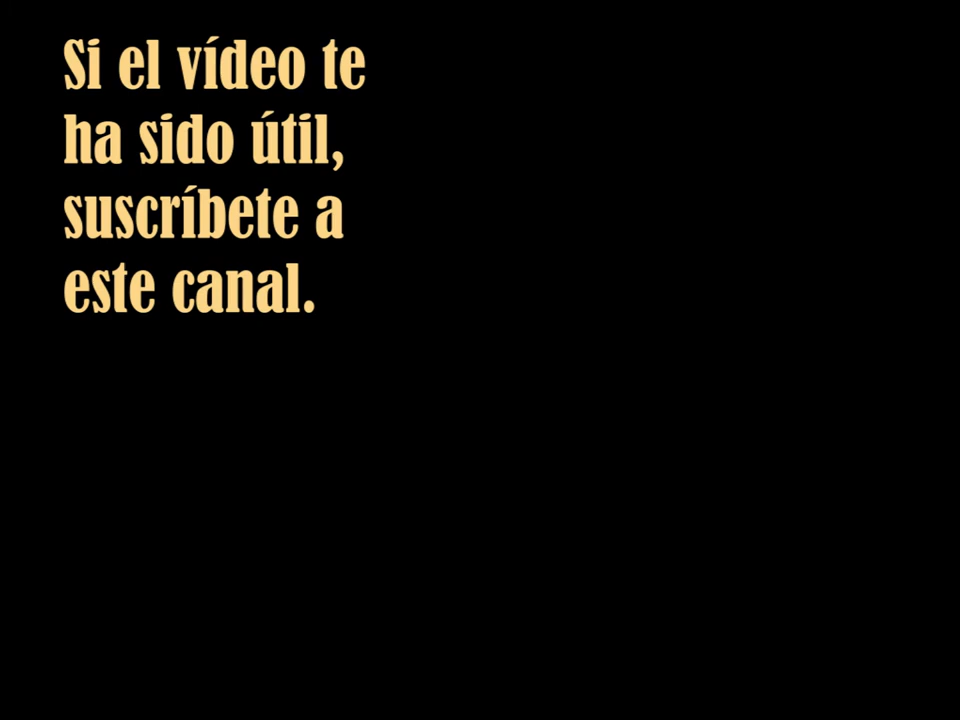 Si el vídeo te
ha sido útil,
suscríbete a
este canal.